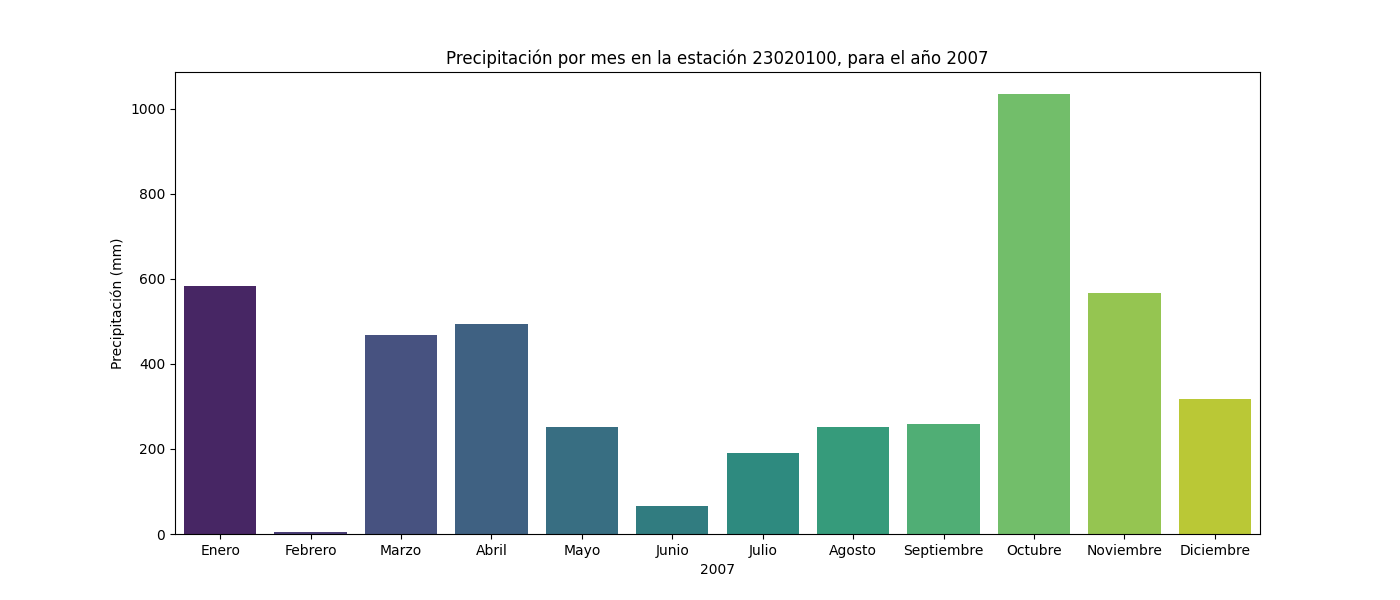 Precipitación por mes en la estación 23020100, para el año 2007
Precipitación (mm)
1000
800
600
400
200
0
Enero Febrero Marzo Abril Mayo Junio Julio Agosto Septiembre Octubre Noviembre Diciembre
2007